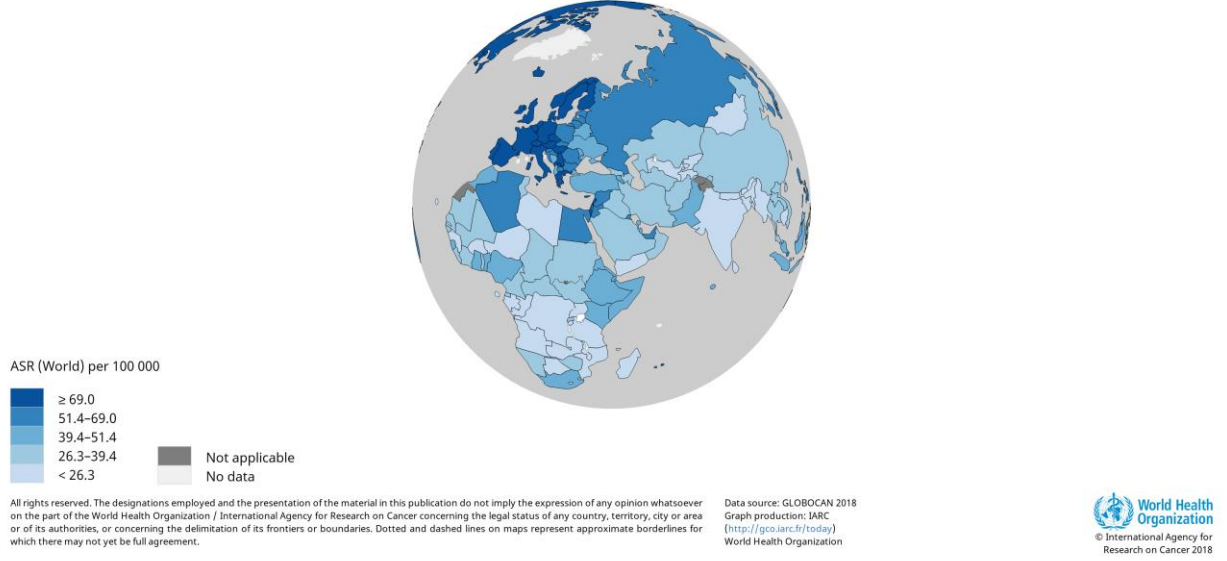 ASR (World) per 100 000
≥ 69.0
51.4–69.0
39.4–51.4
26.3–39.4
< 26.3
Not applicable
No data
All rights reserved. The designations employed and the presentation of the material in this publication do not imply the expression of any opinion whatsoever
on the part of the World Health Organization / International Agency for Research on Cancer concerning the legal status of any country, territory, city or area
or of its authorities, or concerning the delimitation of its frontiers or boundaries. Dotted and dashed lines on maps represent approximate borderlines for
which there may not yet be full agreement.
Data source: GLOBOCAN 2018
Graph production: IARC
(http://gco.iarc.fr/today)
World Health Organization
World Health
Organization
© International Agency for
Research on Cancer 2018